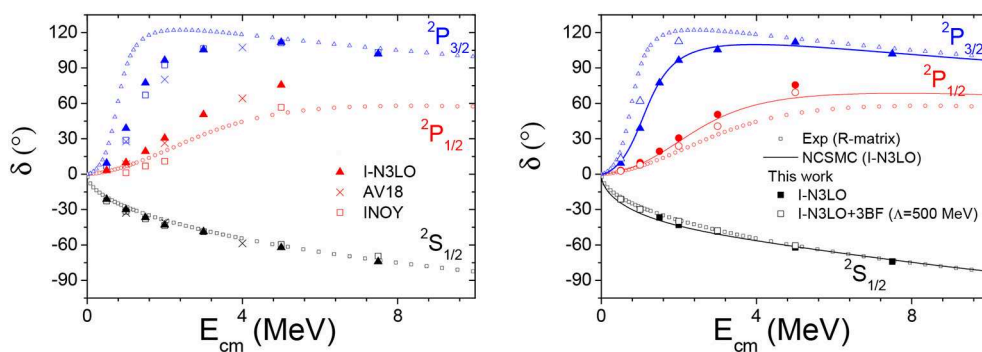 ²P₃/₂
²P₁/₂
I-N3LO
AV18
INOY
²S₁/₂
δ (°)
120
90
60
30
0
-30
-60
-90
0 4 8
E_cm (MeV)
²P₃/₂
²P₁/₂
Exp (R-matrix)
NCSMC (I-N3LO)
This work
I-N3LO
I-N3LO+3BF (Λ=500 MeV)
²S₁/₂
δ (°)
120
90
60
30
0
-30
-60
-90
0 4 8
E_cm (MeV)